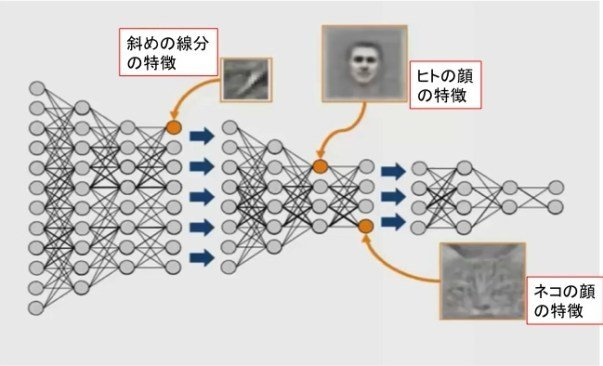 斜めの線分
の特徴
ヒトの顔
の特徴
ネコの顔
の特徴